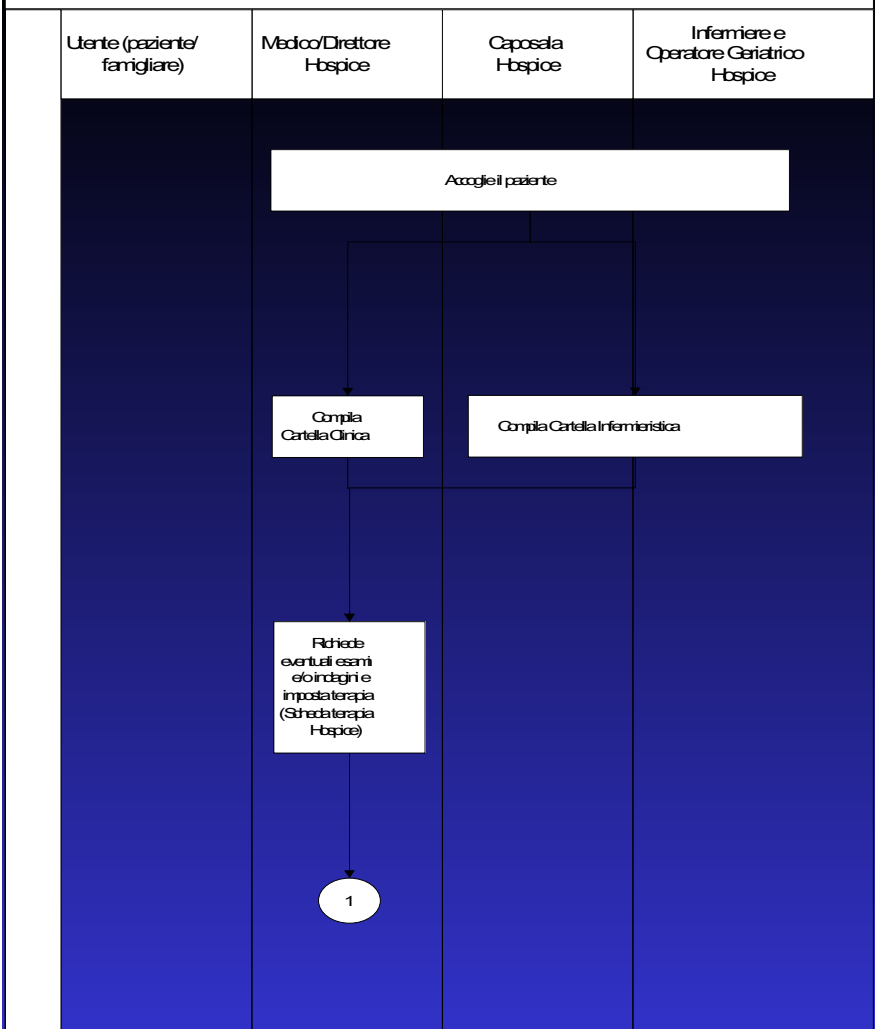 Utente (paziente/
famigliare)
Medico/Direttore
Hospice
Caposala
Hospice
Infermiere e
Operatore Geriatrico
Hospice
Accoglie il paziente
Compila
Cartella Clinica
Compila Cartella Infermieristica
Richiede
eventuali esami
e/o indagini e
imposta terapia
(Scheda terapia
Hospice)
1